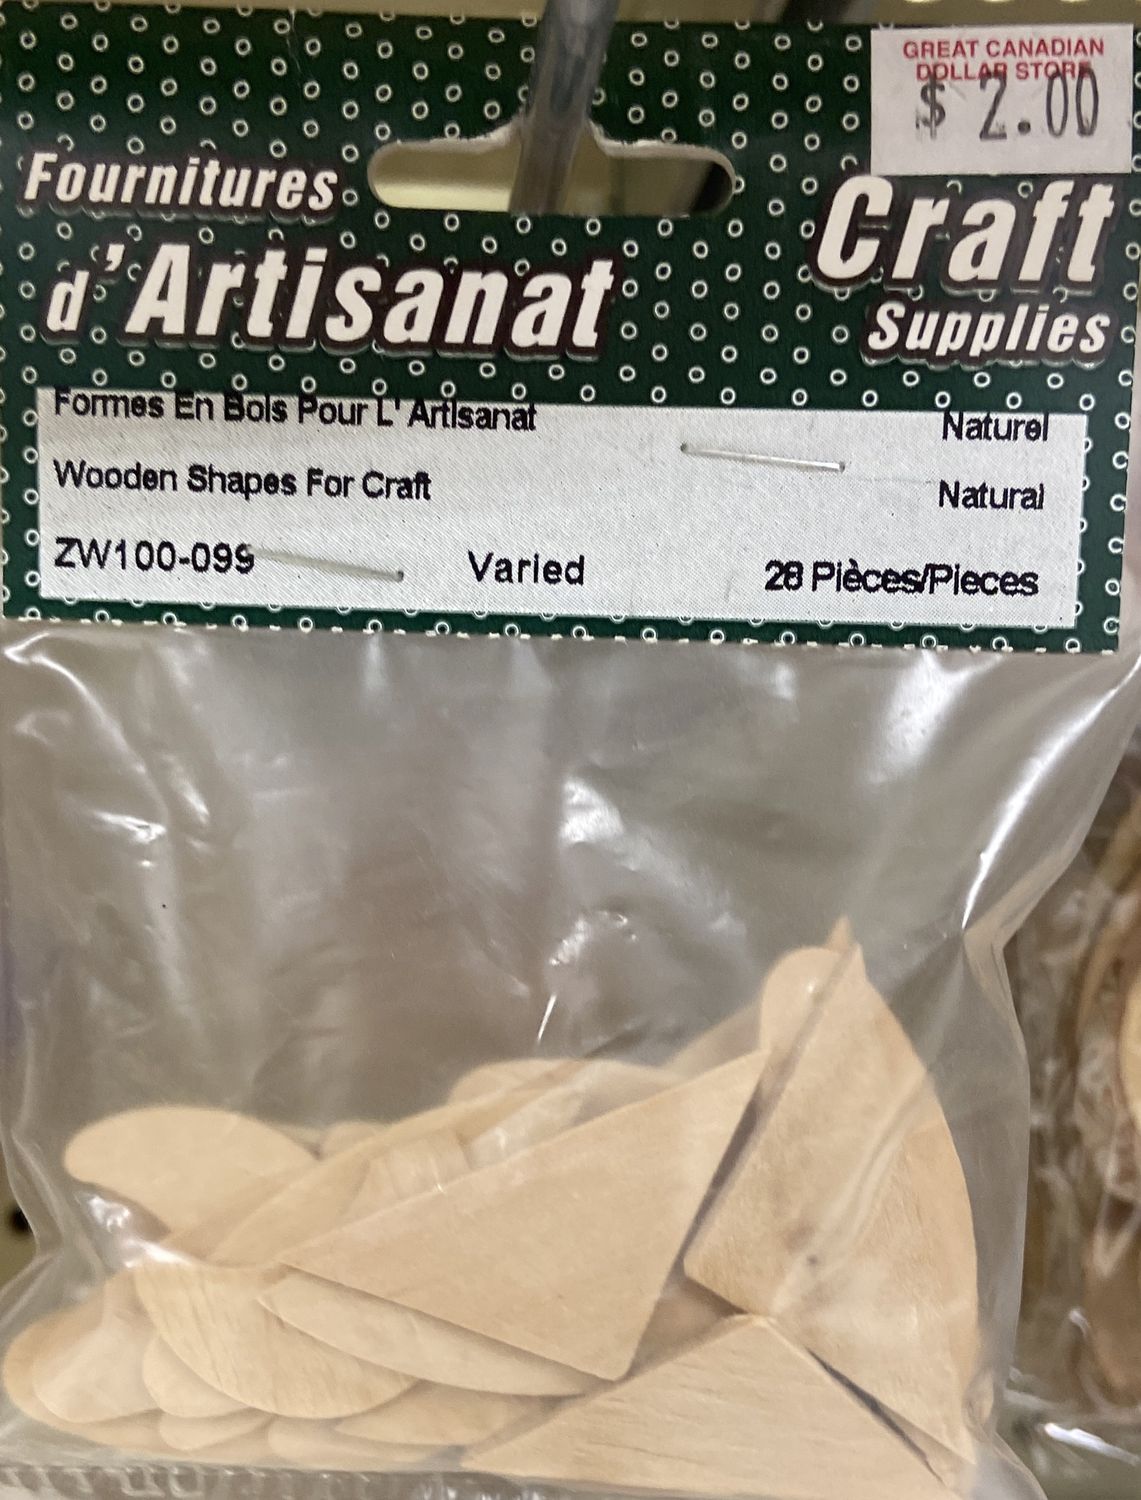 GREAT CANADIAN
DOLLAR STORE
$ 2.00
Fournitures
d'Artisanat
Craft
Supplies
Formes En Bois Pour L' Artisanat
Naturel
Wooden Shapes For Craft
Natural
ZW100-099
Varied
28 Pièces/Pieces